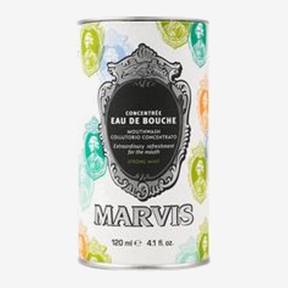 CONCENTRÉE
EAU DE BOUCHE
MOUTHWASH
COLLUTORIO CONCENTRATO
Extraordinary refreshment
for the mouth
STRONG MINT
MARVIS
120 ml ℮ 4.1 fl. oz.